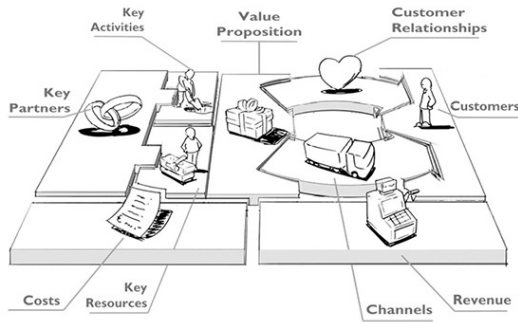 Key
Activities
Value
Proposition
Customer
Relationships
Key
Partners
Customers
Costs
Key
Resources
Channels
Revenue